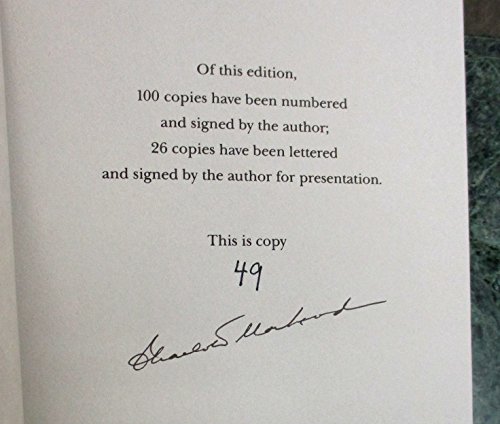 Of this edition,
100 copies have been numbered
and signed by the author;
26 copies have been lettered
and signed by the author for presentation.
This is copy
49